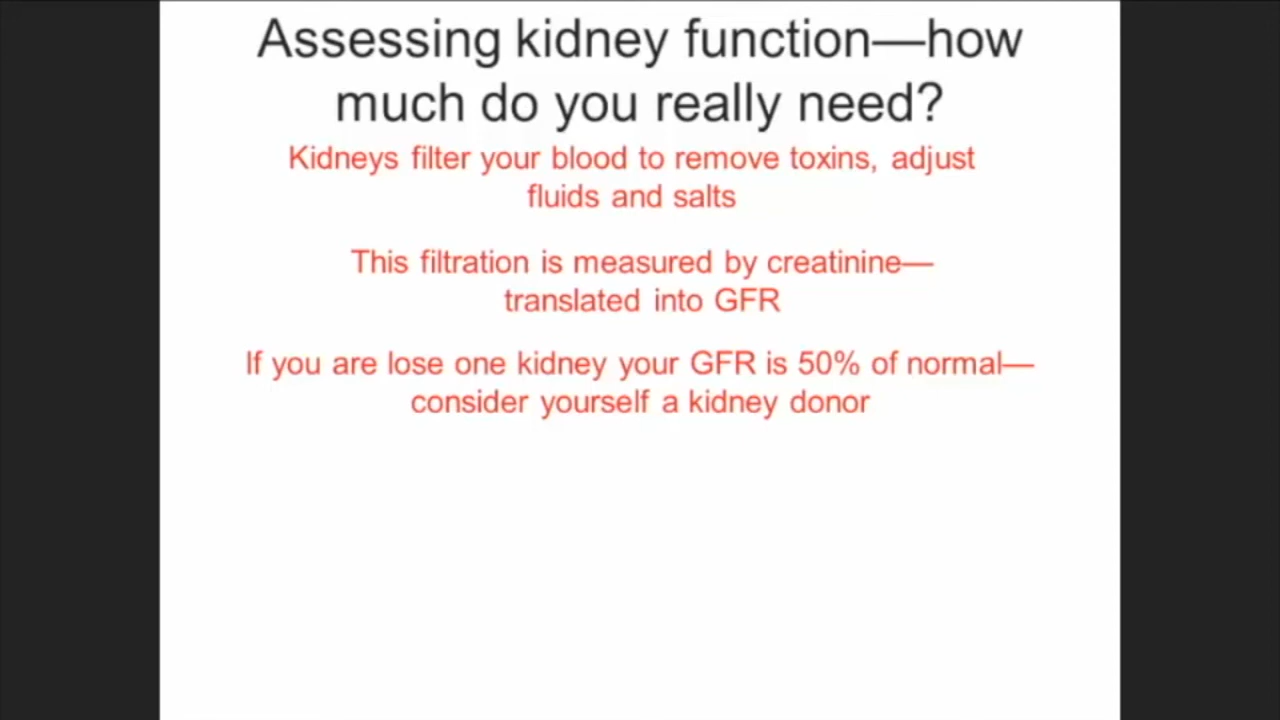 Assessing kidney function—how
much do you really need?
Kidneys filter your blood to remove toxins, adjust
fluids and salts
This filtration is measured by creatinine—
translated into GFR
If you are lose one kidney your GFR is 50% of normal—
consider yourself a kidney donor